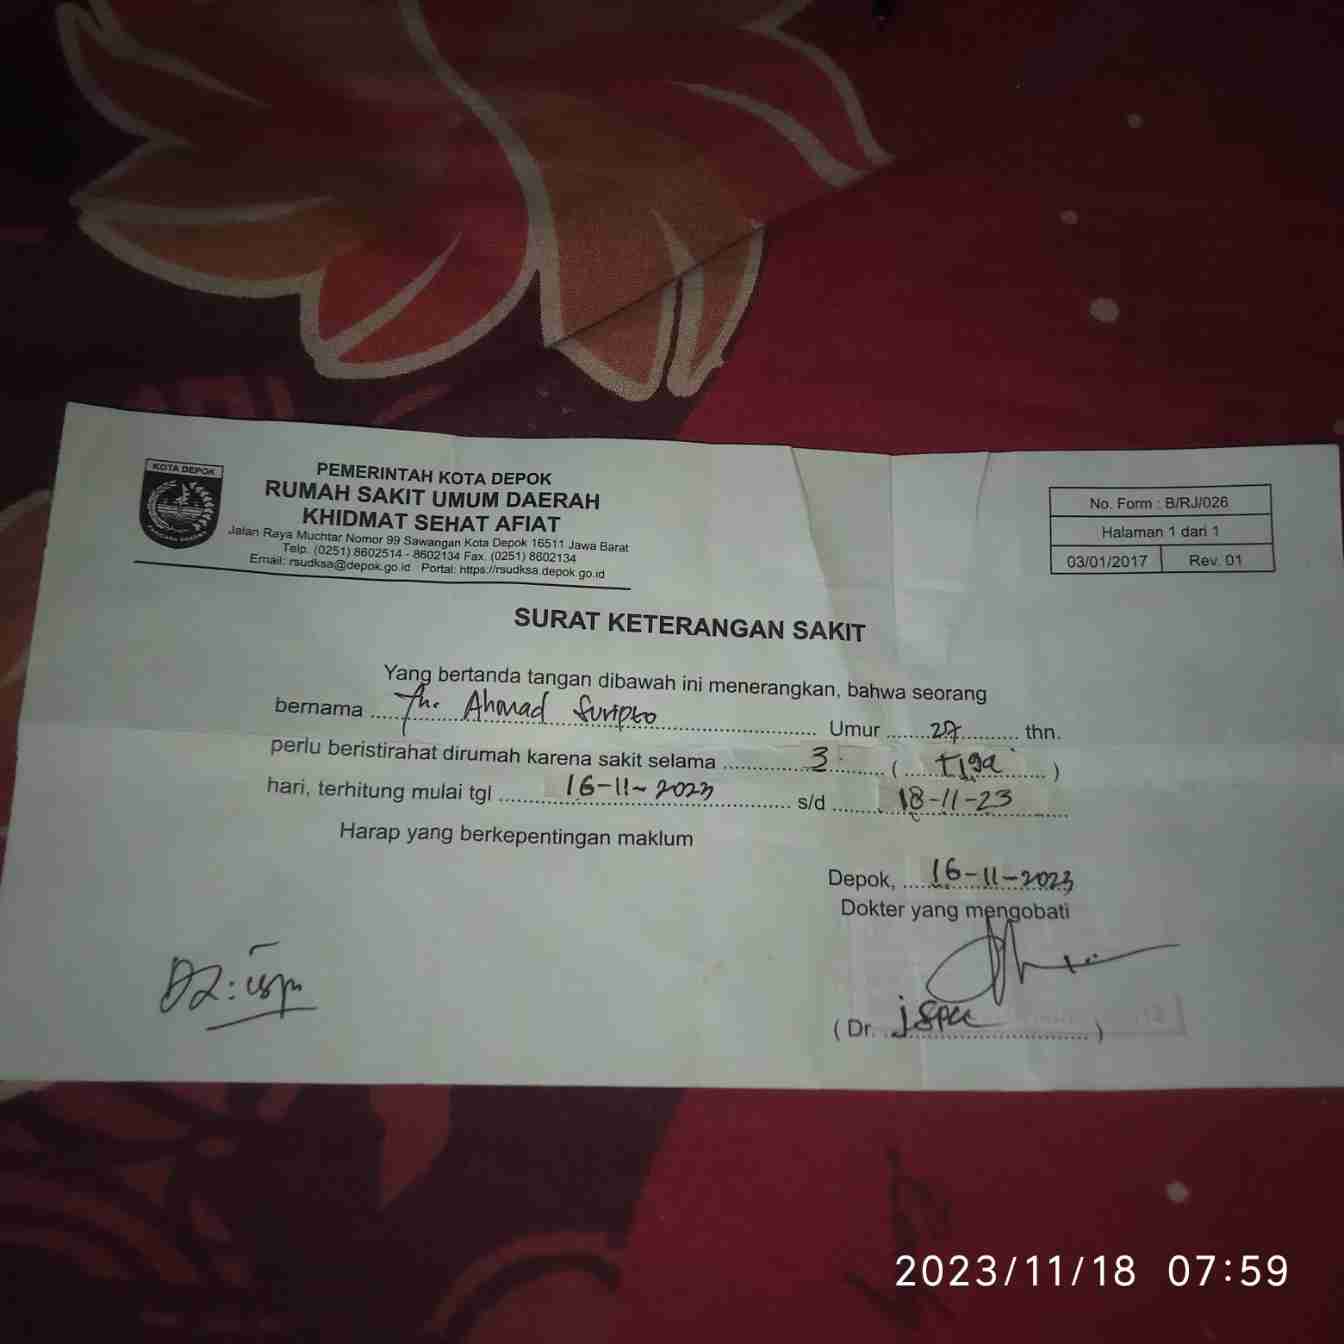 KOTA DEPOK
PEMERINTAH KOTA DEPOK
RUMAH SAKIT UMUM DAERAH
KHIDMAT SEHAT AFIAT
Jalan Raya Muchtar Nomor 99 Sawangan Kota Depok 16511 Jawa Barat
Telp. (0251) 8602514 - 8602134 Fax. (0251) 8602134
Email: rsudksa@depok.go.id Portal: https://rsudksa.depok.go.id
No. Form : B/RJ/026
Halaman 1 dari 1
03/01/2017 Rev. 01
SURAT KETERANGAN SAKIT
Yang bertanda tangan dibawah ini menerangkan, bahwa seorang
bernama Ahmad Suripto Umur 27 thn.
perlu beristirahat dirumah karena sakit selama 3 ( tiga )
hari, terhitung mulai tgl 16-11-2023 s/d 18-11-23
Harap yang berkepentingan maklum
Depok, 16-11-2023
Dokter yang mengobati
(Dr. )
2023/11/18 07:59